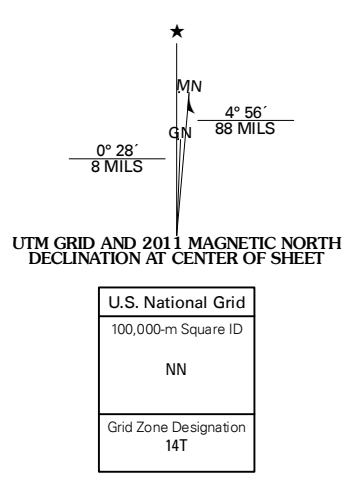 ★
MN
GN
4° 56´
88 MILS
0° 28´
8 MILS
UTM GRID AND 2011 MAGNETIC NORTH
DECLINATION AT CENTER OF SHEET
U.S. National Grid
100,000-m Square ID
NN
Grid Zone Designation
14T